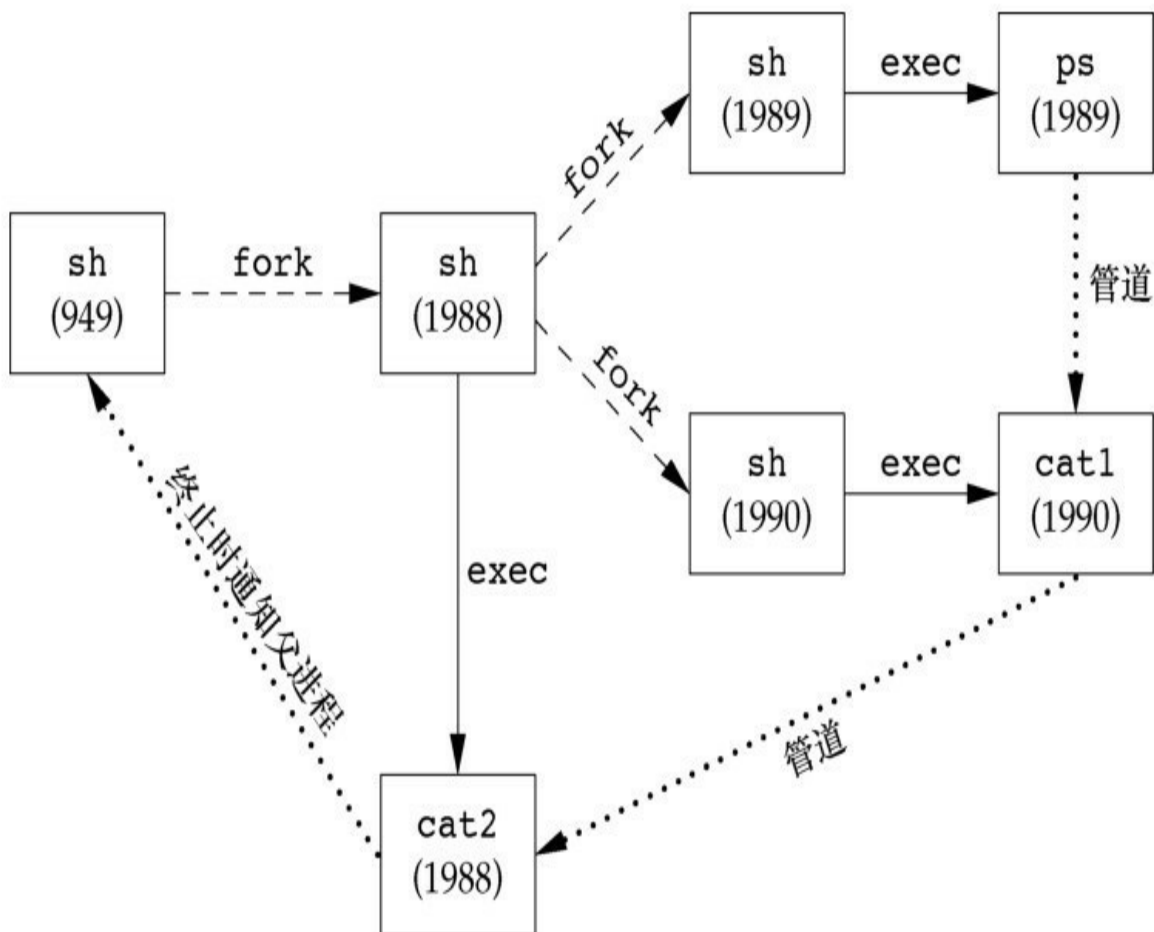 sh
(1989)
exec
ps
(1989)
fork
sh
(949)
fork
sh
(1988)
管道
fork
sh
(1990)
exec
cat1
(1990)
终止时通知父进程
exec
管道
cat2
(1988)